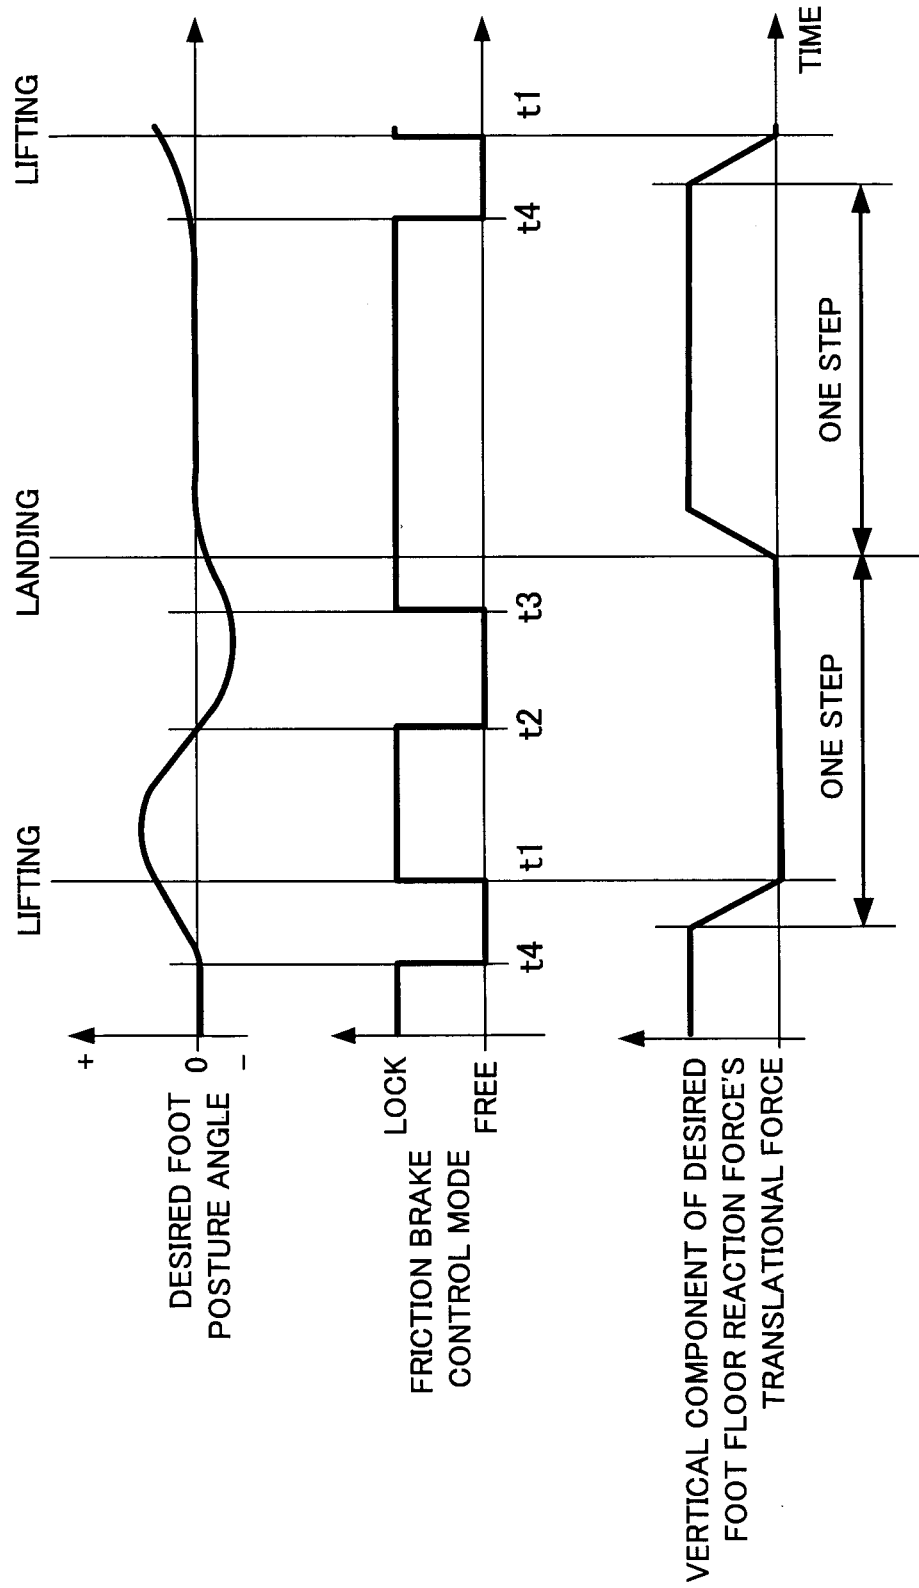 LIFTING
LANDING
LIFTING
+
0
–
DESIRED FOOT
POSTURE ANGLE
LOCK
FREE
FRICTION BRAKE
CONTROL MODE
t4
t1
t2
t3
t4
t1
VERTICAL COMPONENT OF DESIRED
FOOT FLOOR REACTION FORCE'S
TRANSLATIONAL FORCE
TIME
ONE STEP
ONE STEP